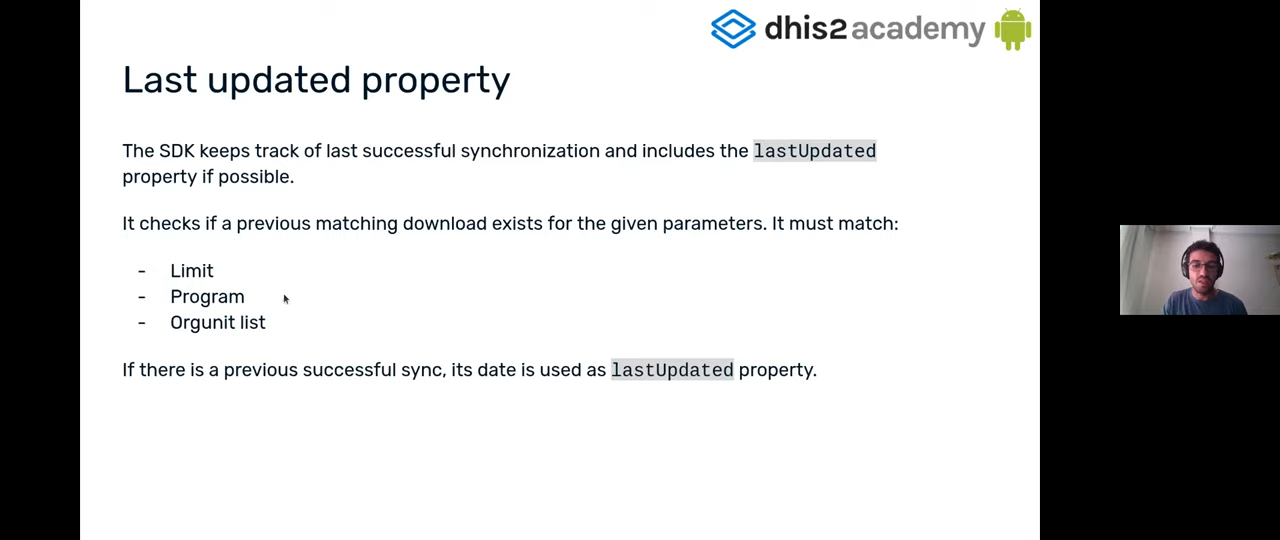 dhis2 academy
Last updated property
The SDK keeps track of last successful synchronization and includes the lastUpdated
property if possible.
It checks if a previous matching download exists for the given parameters. It must match:
- Limit
- Program
- Orgunit list
If there is a previous successful sync, its date is used as lastUpdated property.